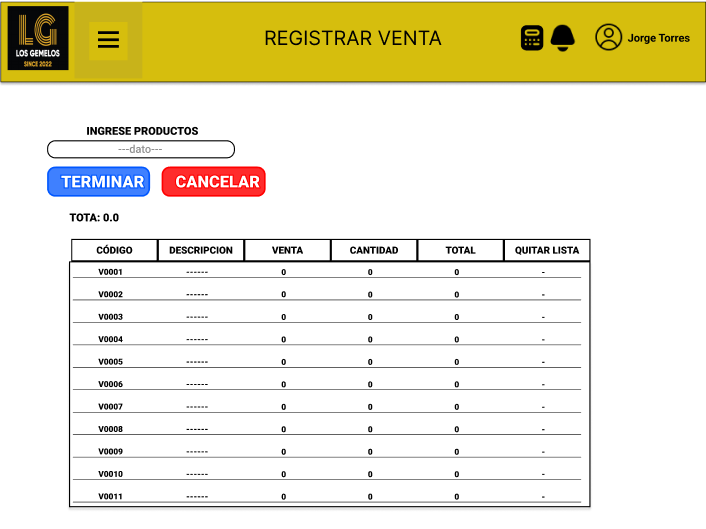 LG
LOS GEMELOS
SINCE 2022
REGISTRAR VENTA
Jorge Torres
INGRESE PRODUCTOS
---dato---
TERMINAR CANCELAR
TOTA: 0.0
CÓDIGO DESCRIPCION VENTA CANTIDAD TOTAL QUITAR LISTA
V0001 ------ 0 0 0 -
V0002 ------ 0 0 0 -
V0003 ------ 0 0 0 -
V0004 ------ 0 0 0 -
V0005 ------ 0 0 0 -
V0006 ------ 0 0 0 -
V0007 ------ 0 0 0 -
V0008 ------ 0 0 0 -
V0009 ------ 0 0 0 -
V0010 ------ 0 0 0 -
V0011 ------ 0 0 0 -